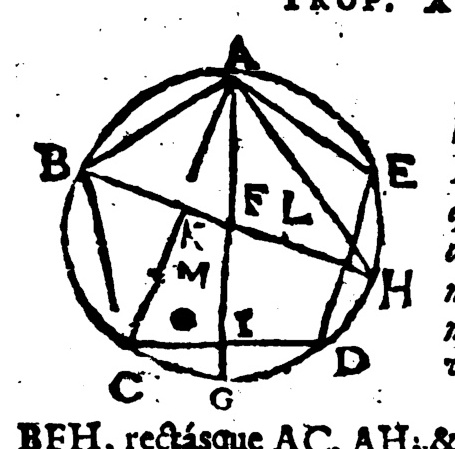 PROP. X
A
B E
F L
K
M H
I
C D
G
BFH, rectásque AC, AH; &